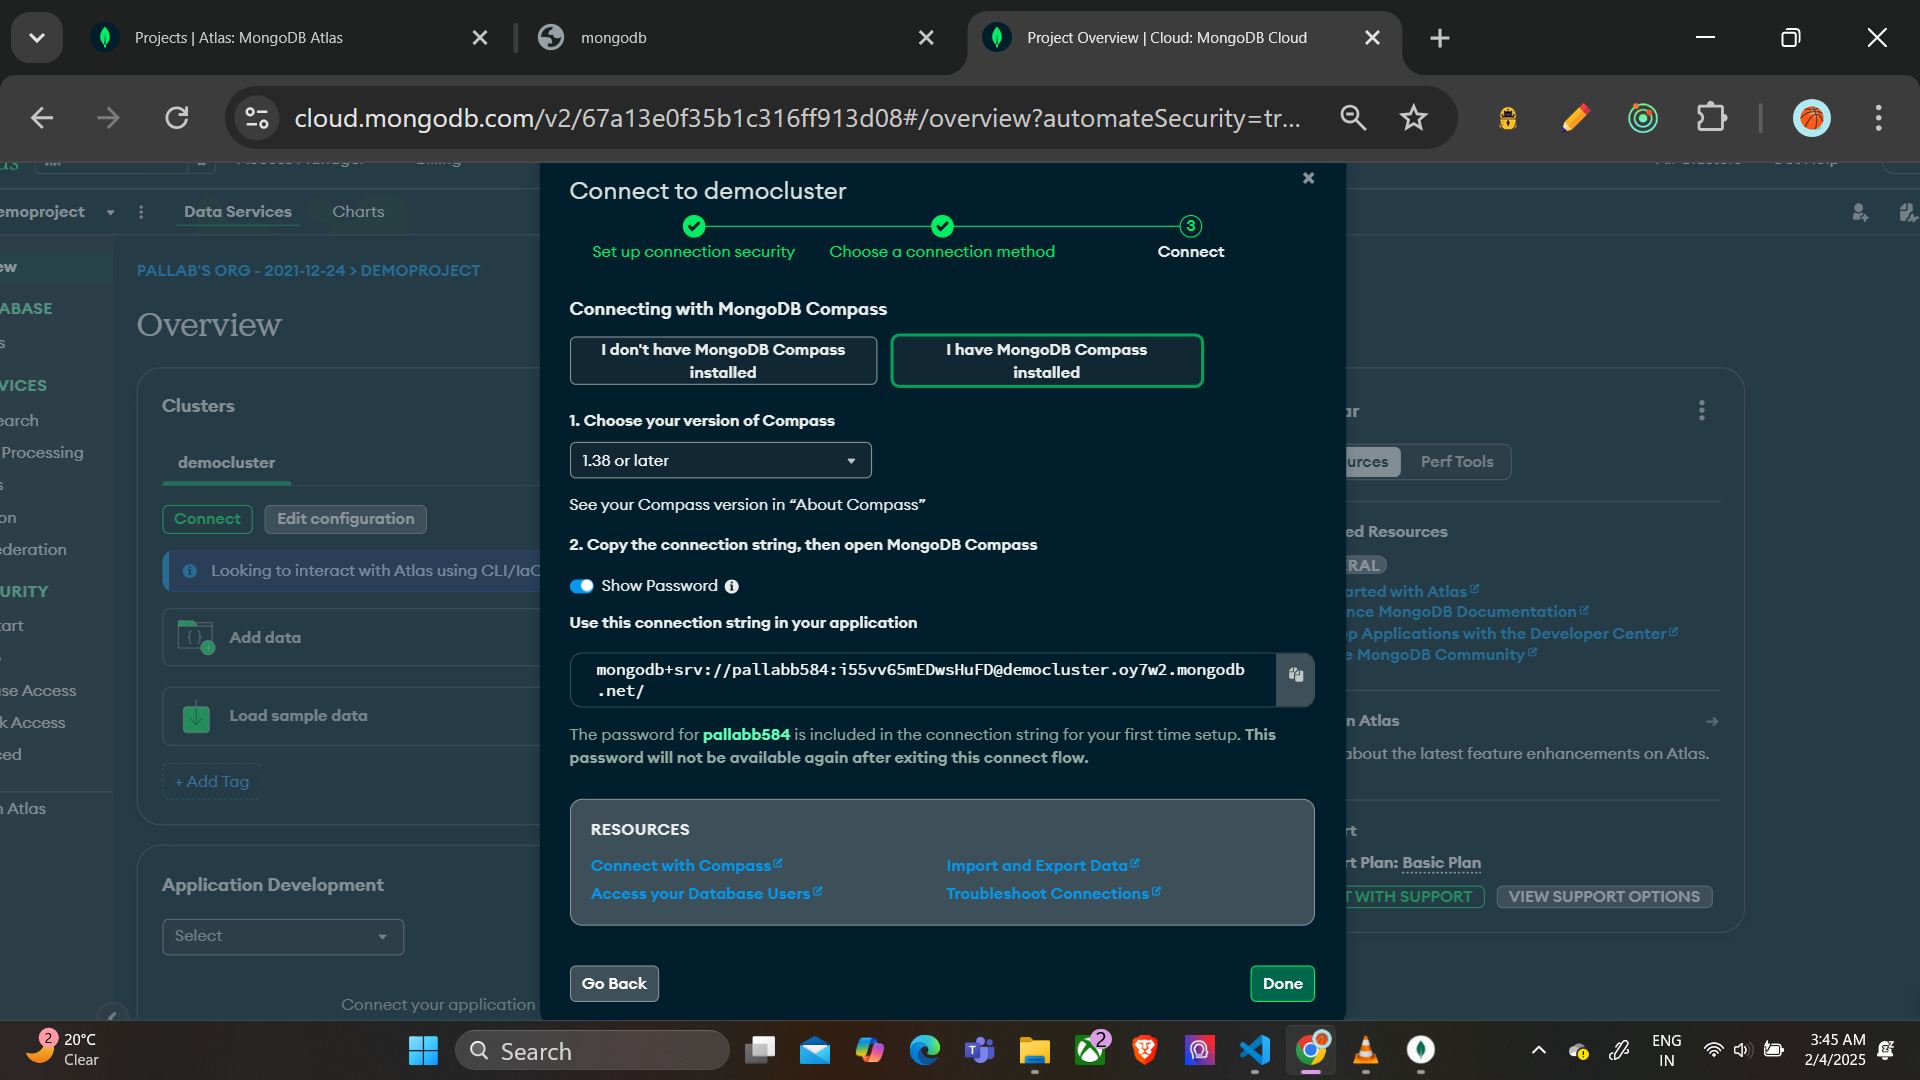 Projects | Atlas: MongoDB Atlas
mongodb
Project Overview | Cloud: MongoDB Cloud
cloud.mongodb.com/v2/67a13e0f35b1c316ff913d08#/overview?automateSecurity=tr...
emoproject
Data Services
Charts
PALLAB'S ORG - 2021-12-24 > DEMOPROJECT
Overview
ew
ABASE
s
VICES
earch
Processing
s
on
ederation
URITY
tart
se Access
k Access
ced
n Atlas
Clusters
democluster
Connect
Edit configuration
Looking to interact with Atlas using CLI/IaC
Add data
Load sample data
+ Add Tag
Application Development
Select
Connect your application
Connect to democluster
3
Set up connection security
Choose a connection method
Connect
Connecting with MongoDB Compass
I don't have MongoDB Compass
installed
I have MongoDB Compass
installed
1. Choose your version of Compass
1.38 or later
See your Compass version in “About Compass”
2. Copy the connection string, then open MongoDB Compass
Show Password
Use this connection string in your application
mongodb+srv://pallabb584:i55vv65mEDwsHuFD@democluster.oy7w2.mongodb
.net/
The password for pallabb584 is included in the connection string for your first time setup. This
password will not be available again after exiting this connect flow.
RESOURCES
Connect with Compass
Import and Export Data
Access your Database Users
Troubleshoot Connections
Go Back
Done
ar
urces
Perf Tools
ed Resources
RAL
arted with Atlas
nce MongoDB Documentation
p Applications with the Developer Center
e MongoDB Community
n Atlas
about the latest feature enhancements on Atlas.
rt
rt Plan: Basic Plan
T WITH SUPPORT
VIEW SUPPORT OPTIONS
2
20°C
Clear
Search
2
ENG
IN
3:45 AM
2/4/2025